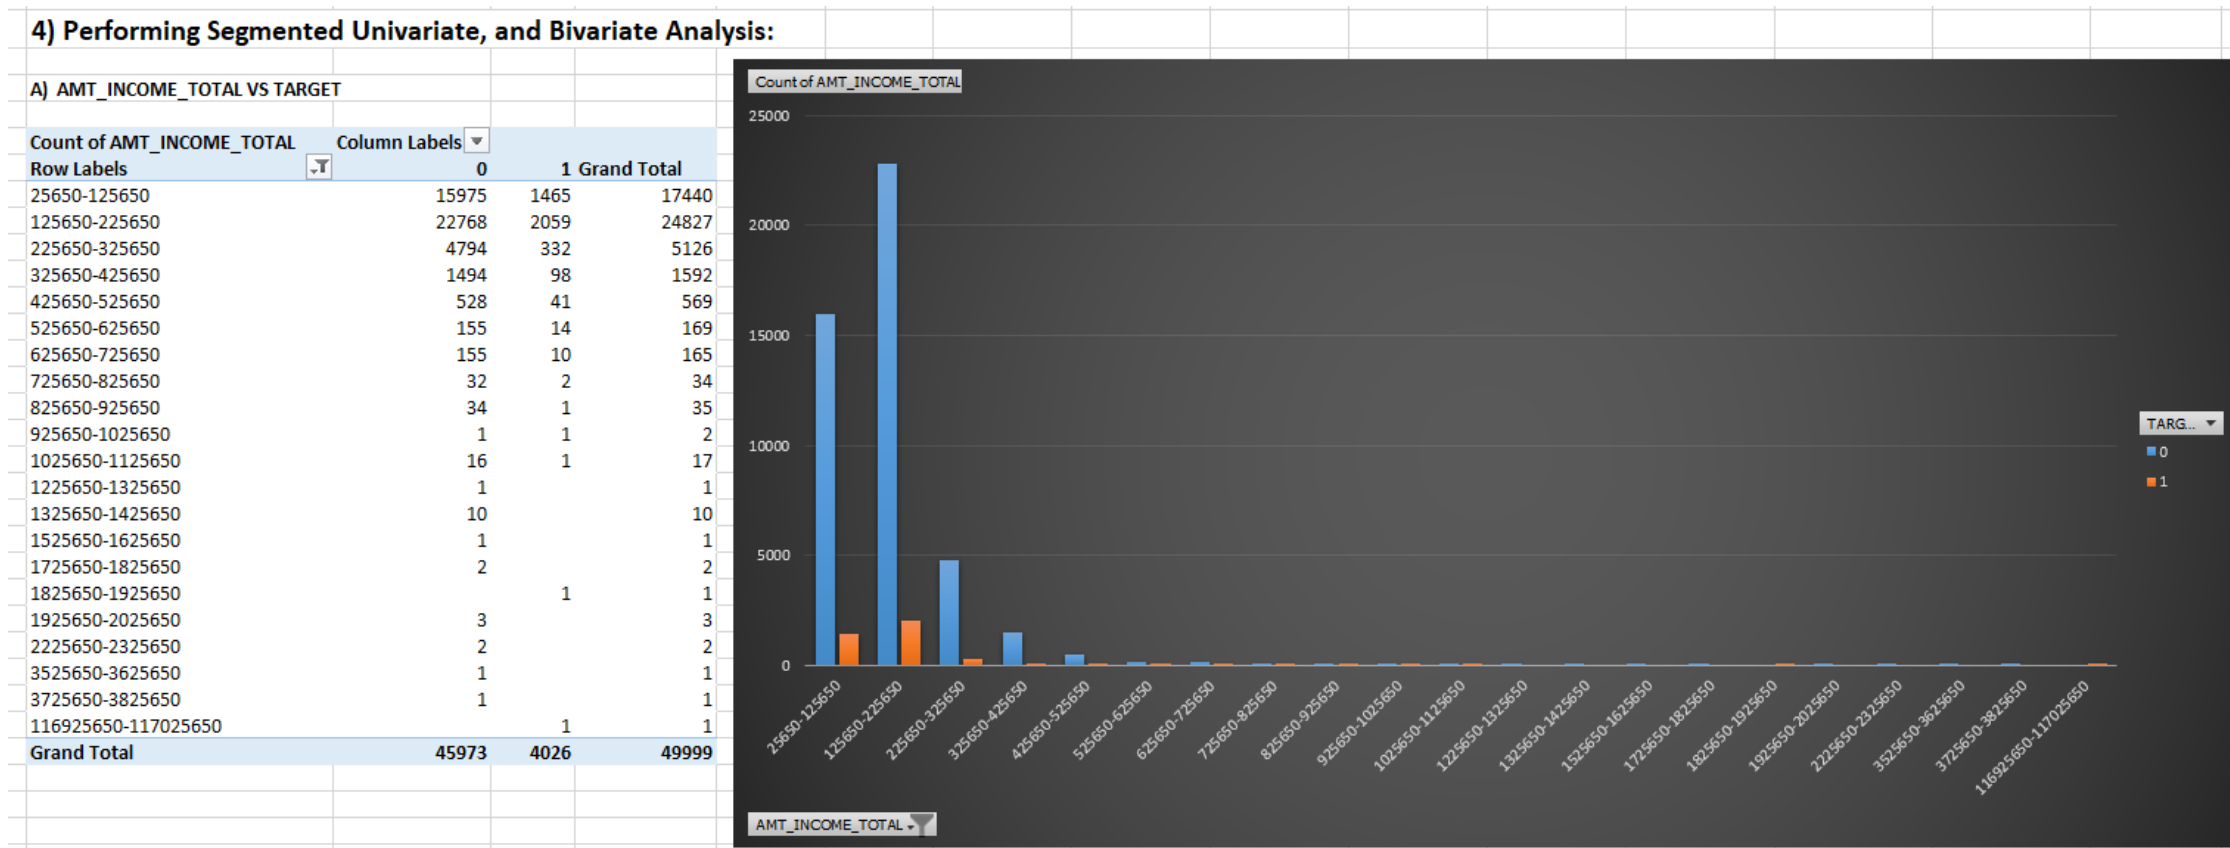 4) Performing Segmented Univariate, and Bivariate Analysis:
A) AMT_INCOME_TOTAL VS TARGET
Count of AMT_INCOME_TOTAL Column Labels
Row Labels 0 1 Grand Total
25650-125650 15975 1465 17440
125650-225650 22768 2059 24827
225650-325650 4794 332 5126
325650-425650 1494 98 1592
425650-525650 528 41 569
525650-625650 155 14 169
625650-725650 155 10 165
725650-825650 32 2 34
825650-925650 34 1 35
925650-1025650 1 1 2
1025650-1125650 16 1 17
1225650-1325650 1 1
1325650-1425650 10 10
1525650-1625650 1 1
1725650-1825650 2 2
1825650-1925650 1 1
1925650-2025650 3 3
2225650-2325650 2 2
3525650-3625650 1 1
3725650-3825650 1 1
116925650-117025650 1 1
Grand Total 45973 4026 49999
Count of AMT_INCOME_TOTAL
25000
20000
15000
10000
5000
0
25650-125650
125650-225650
225650-325650
325650-425650
425650-525650
525650-625650
625650-725650
725650-825650
825650-925650
925650-1025650
1025650-1125650
1225650-1325650
1325650-1425650
1525650-1625650
1725650-1825650
1825650-1925650
1925650-2025650
2225650-2325650
3525650-3625650
3725650-3825650
116925650-117025650
TARG...
0
1
AMT_INCOME_TOTAL